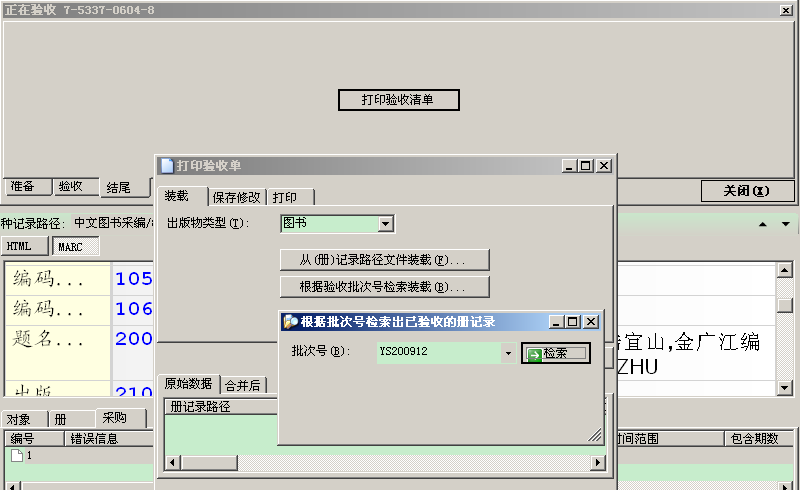 正在验收 7-5337-0604-8
打印验收清单
准备 验收 结尾
关闭(X)
打印验收单
装载 保存修改 打印
出版物类型(T): 图书
从(册)记录路径文件装载(F)...
根据验收批次号检索装载(B)...
种记录路径: 中文图书采编/
HTML MARC
编码... 105
编码... 106
题名... 200
宜山,金广江编
ZHU
出版 210
根据批次号检索出已验收的册记录
批次号(B): YS200912 检索
原始数据 合并后
册记录路径
对象 册 采购
编号 错误信息 时间范围 包含期数
1